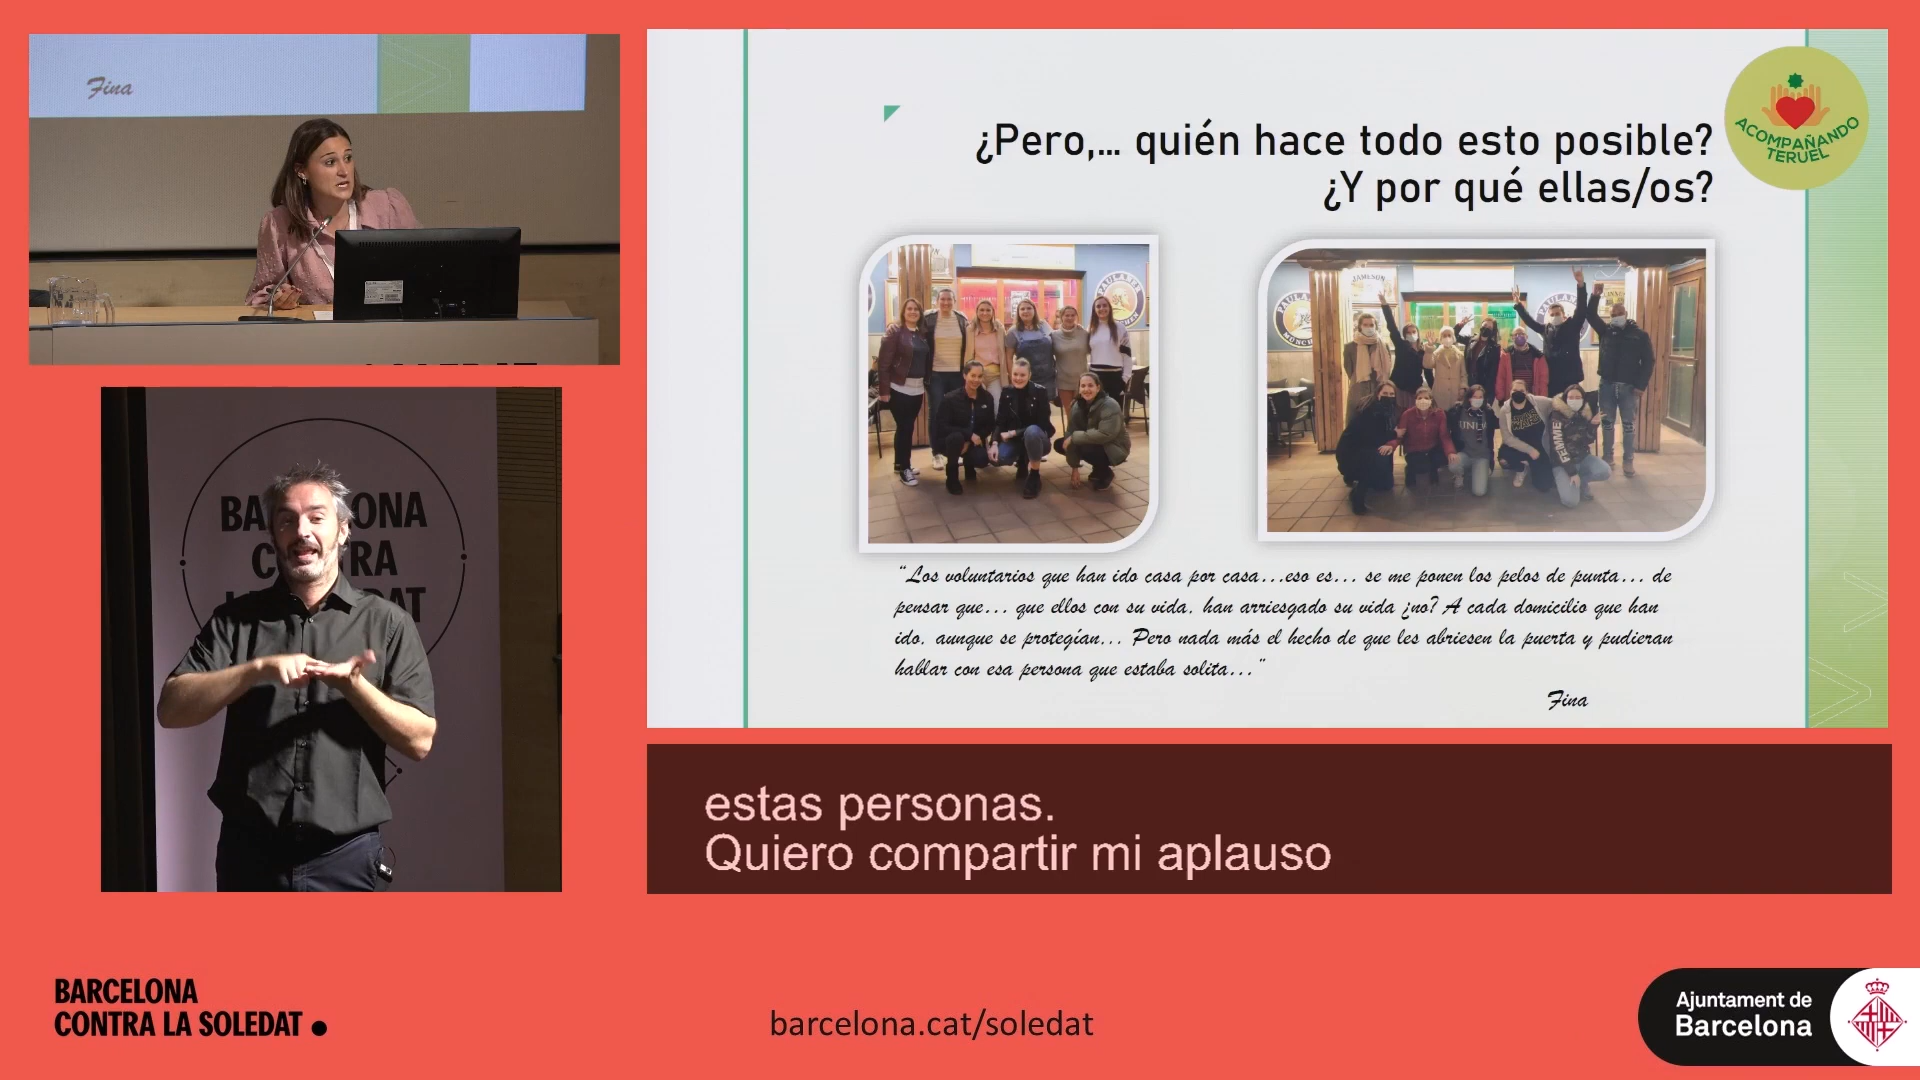 Fina
¿Pero,... quién hace todo esto posible?
¿Y por qué ellas/os?
ACOMPAÑANDO
TERUEL
JAMESON
“Los voluntarios que han ido casa por casa...eso es... se me ponen los pelos de punta... de
pensar que... que ellos con su vida, han arriesgado su vida ¿no? A cada domicilio que han
ido, aunque se protegían... Pero nada más el hecho de que les abriesen la puerta y pudieran
hablar con esa persona que estaba solita...”
Fina
estas personas.
Quiero compartir mi aplauso
BARCELONA
CONTRA LA SOLEDAT
barcelona.cat/soledat
Ajuntament de
Barcelona